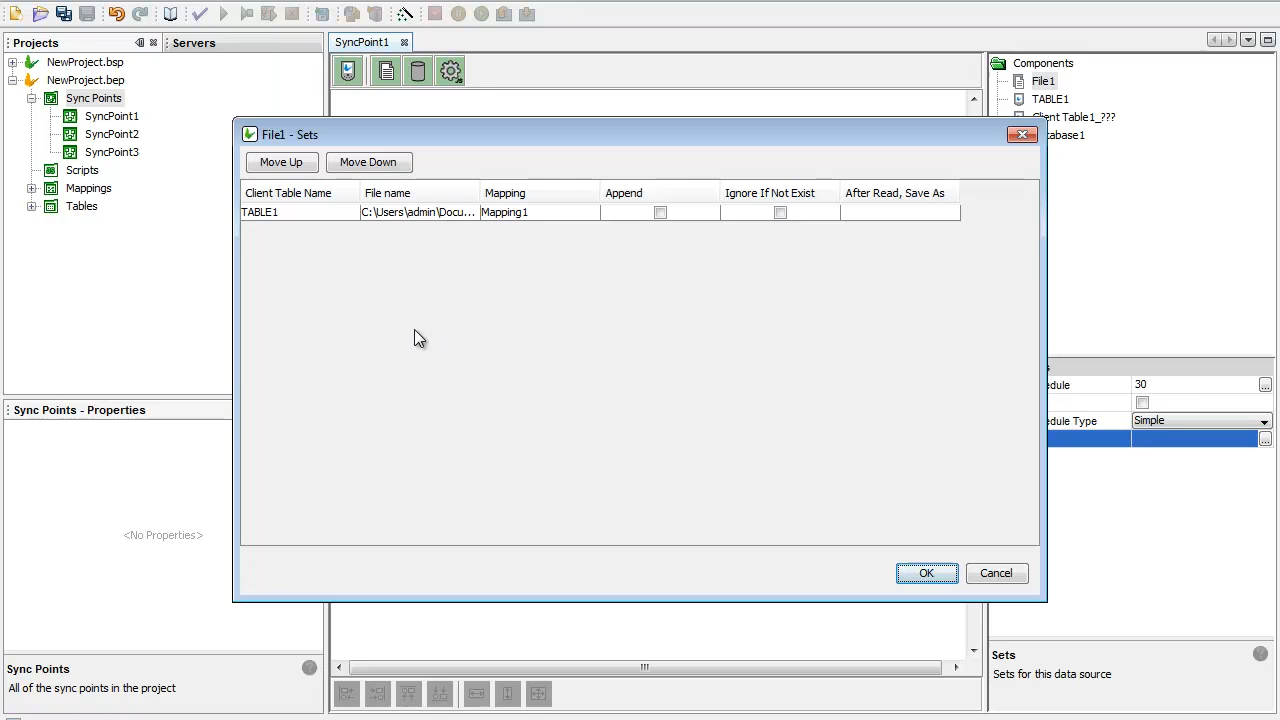 Projects
Servers
NewProject.bsp
NewProject.bep
Sync Points
SyncPoint1
SyncPoint2
SyncPoint3
Scripts
Mappings
Tables
Sync Points - Properties
<No Properties>
Sync Points
All of the sync points in the project
SyncPoint1
File1 - Sets
Move Up
Move Down
Client Table Name
File name
Mapping
Append
Ignore If Not Exist
After Read, Save As
TABLE1
C:\Users\admin\Docu...
Mapping1
OK
Cancel
Components
File1
TABLE1
Client Table1_???
tabase1
s
edule
30
...
edule Type
Simple
...
Sets
Sets for this data source